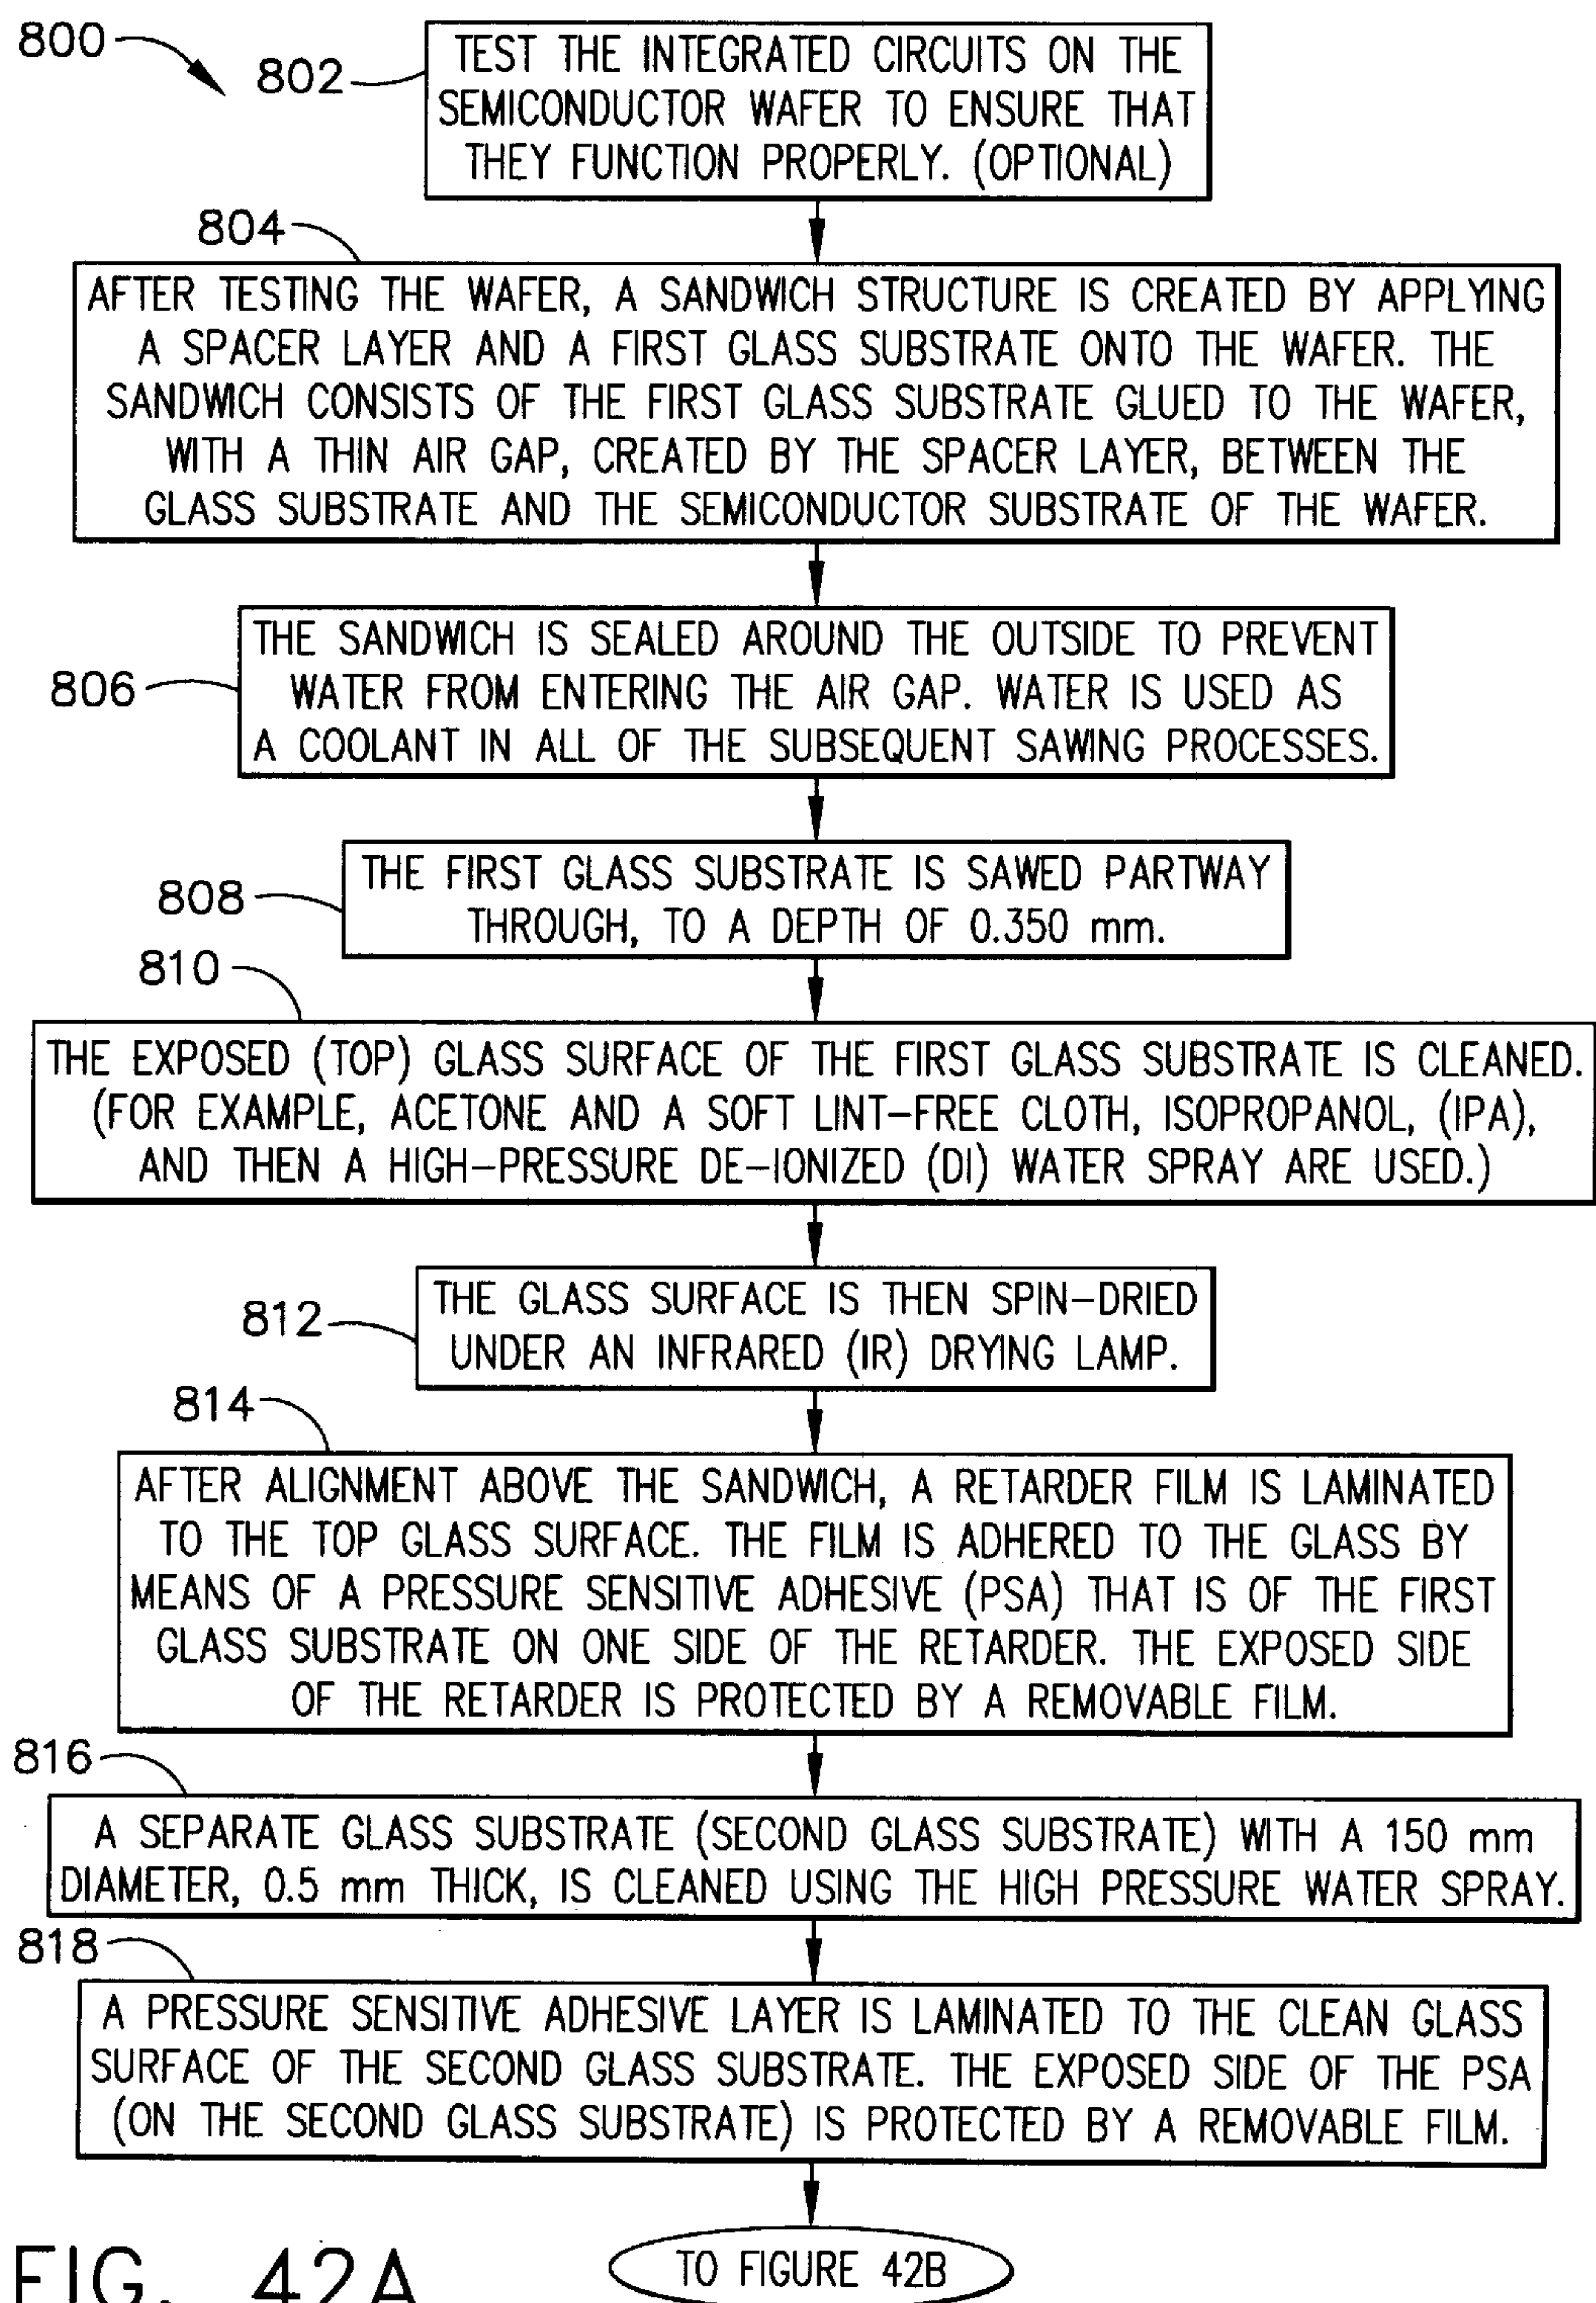 800
802
TEST THE INTEGRATED CIRCUITS ON THE
SEMICONDUCTOR WAFER TO ENSURE THAT
THEY FUNCTION PROPERLY. (OPTIONAL)
804
AFTER TESTING THE WAFER, A SANDWICH STRUCTURE IS CREATED BY APPLYING
A SPACER LAYER AND A FIRST GLASS SUBSTRATE ONTO THE WAFER. THE
SANDWICH CONSISTS OF THE FIRST GLASS SUBSTRATE GLUED TO THE WAFER,
WITH A THIN AIR GAP, CREATED BY THE SPACER LAYER, BETWEEN THE
GLASS SUBSTRATE AND THE SEMICONDUCTOR SUBSTRATE OF THE WAFER.
806
THE SANDWICH IS SEALED AROUND THE OUTSIDE TO PREVENT
WATER FROM ENTERING THE AIR GAP. WATER IS USED AS
A COOLANT IN ALL OF THE SUBSEQUENT SAWING PROCESSES.
808
THE FIRST GLASS SUBSTRATE IS SAWED PARTWAY
THROUGH, TO A DEPTH OF 0.350 mm.
810
THE EXPOSED (TOP) GLASS SURFACE OF THE FIRST GLASS SUBSTRATE IS CLEANED.
(FOR EXAMPLE, ACETONE AND A SOFT LINT-FREE CLOTH, ISOPROPANOL, (IPA),
AND THEN A HIGH-PRESSURE DE-IONIZED (DI) WATER SPRAY ARE USED.)
812
THE GLASS SURFACE IS THEN SPIN-DRIED
UNDER AN INFRARED (IR) DRYING LAMP.
814
AFTER ALIGNMENT ABOVE THE SANDWICH, A RETARDER FILM IS LAMINATED
TO THE TOP GLASS SURFACE. THE FILM IS ADHERED TO THE GLASS BY
MEANS OF A PRESSURE SENSITIVE ADHESIVE (PSA) THAT IS OF THE FIRST
GLASS SUBSTRATE ON ONE SIDE OF THE RETARDER. THE EXPOSED SIDE
OF THE RETARDER IS PROTECTED BY A REMOVABLE FILM.
816
A SEPARATE GLASS SUBSTRATE (SECOND GLASS SUBSTRATE) WITH A 150 mm
DIAMETER, 0.5 mm THICK, IS CLEANED USING THE HIGH PRESSURE WATER SPRAY.
818
A PRESSURE SENSITIVE ADHESIVE LAYER IS LAMINATED TO THE CLEAN GLASS
SURFACE OF THE SECOND GLASS SUBSTRATE. THE EXPOSED SIDE OF THE PSA
(ON THE SECOND GLASS SUBSTRATE) IS PROTECTED BY A REMOVABLE FILM.
TO FIGURE 42B
FIG. 42A